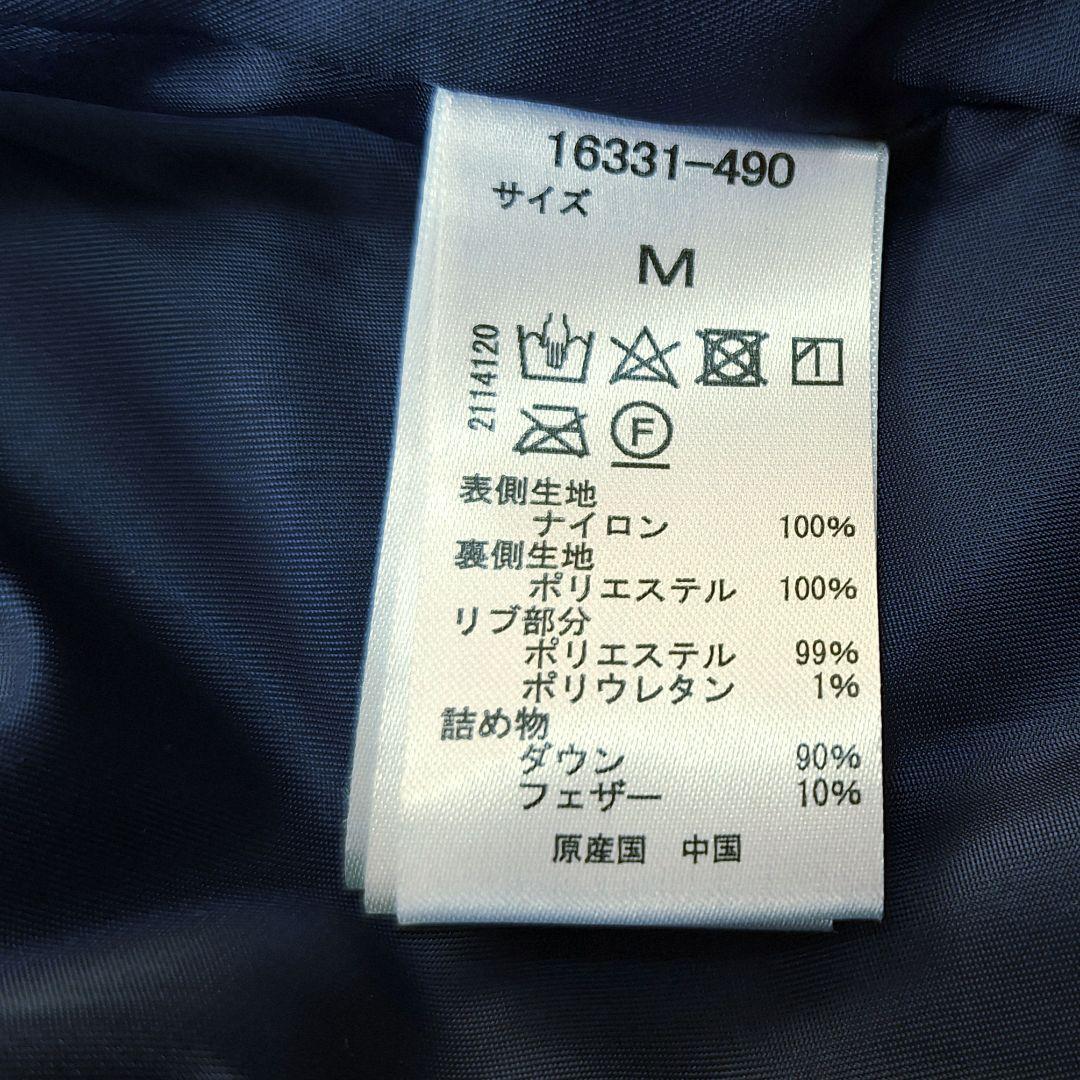 16331-490
サイズ
M
2114120
F
表側生地
ナイロン 100%
裏側生地
ポリエステル 100%
リブ部分
ポリエステル 99%
ポリウレタン 1%
詰め物
ダウン 90%
フェザー 10%
原産国 中国